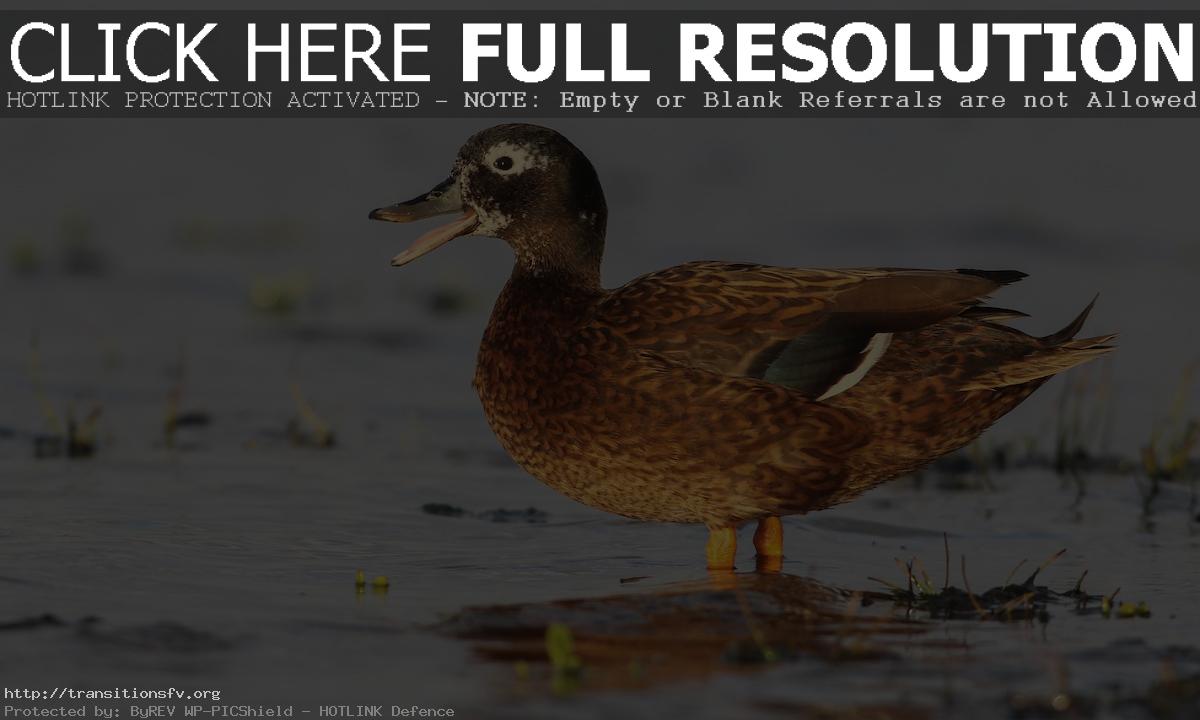 CLICK HERE FULL RESOLUTION
HOTLINK PROTECTION ACTIVATED - NOTE: Empty or Blank Referrals are not Allowed
http://transitionsfv.org
Protected by: ByREV WP-PICShield - HOTLINK Defence